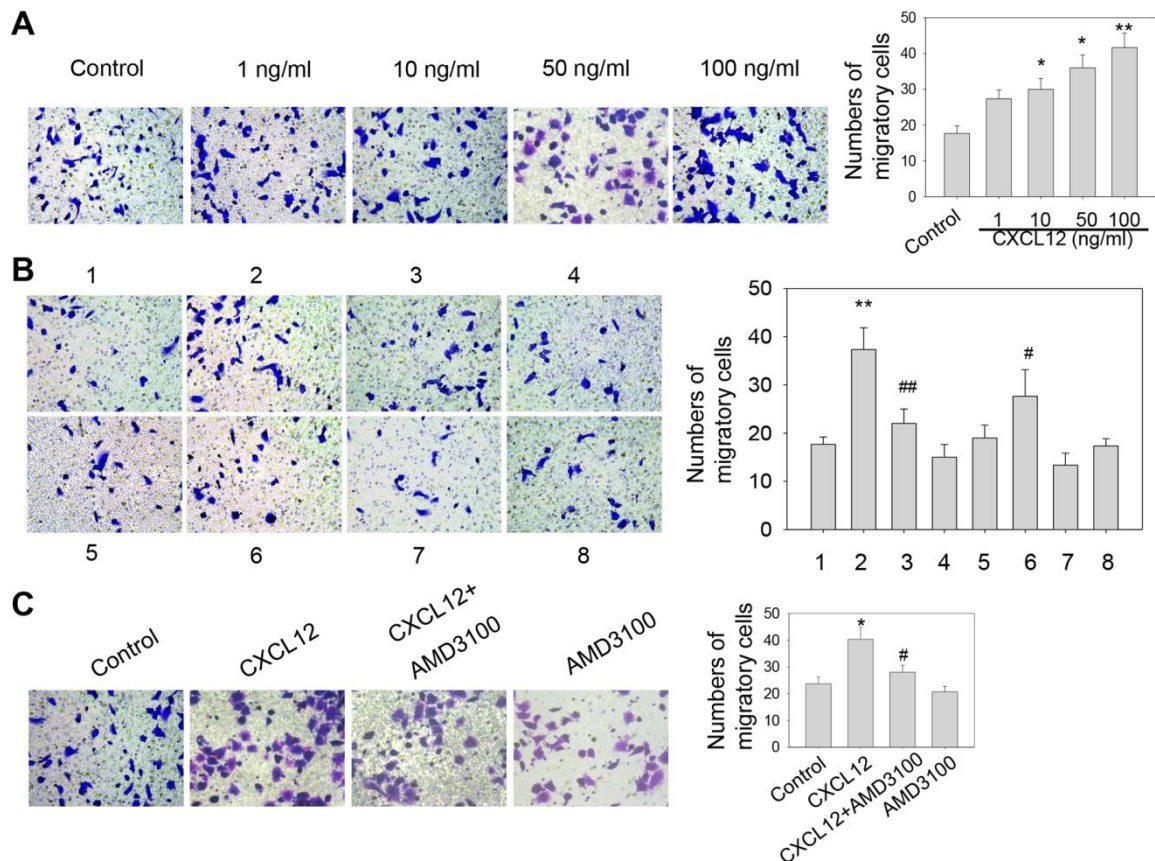 A
Control
1 ng/ml
10 ng/ml
50 ng/ml
100 ng/ml
Numbers of
migratory cells
50
40
30
20
10
0
*
*
**
Control
1
10
50
100
CXCL12 (ng/ml)
B
1
2
3
4
5
6
7
8
Numbers of
migratory cells
50
40
30
20
10
0
**
##
#
1
2
3
4
5
6
7
8
C
Control
CXCL12
CXCL12+
AMD3100
AMD3100
Numbers of
migratory cells
50
40
30
20
10
0
*
#
Control
CXCL12
CXCL12+AMD3100
AMD3100